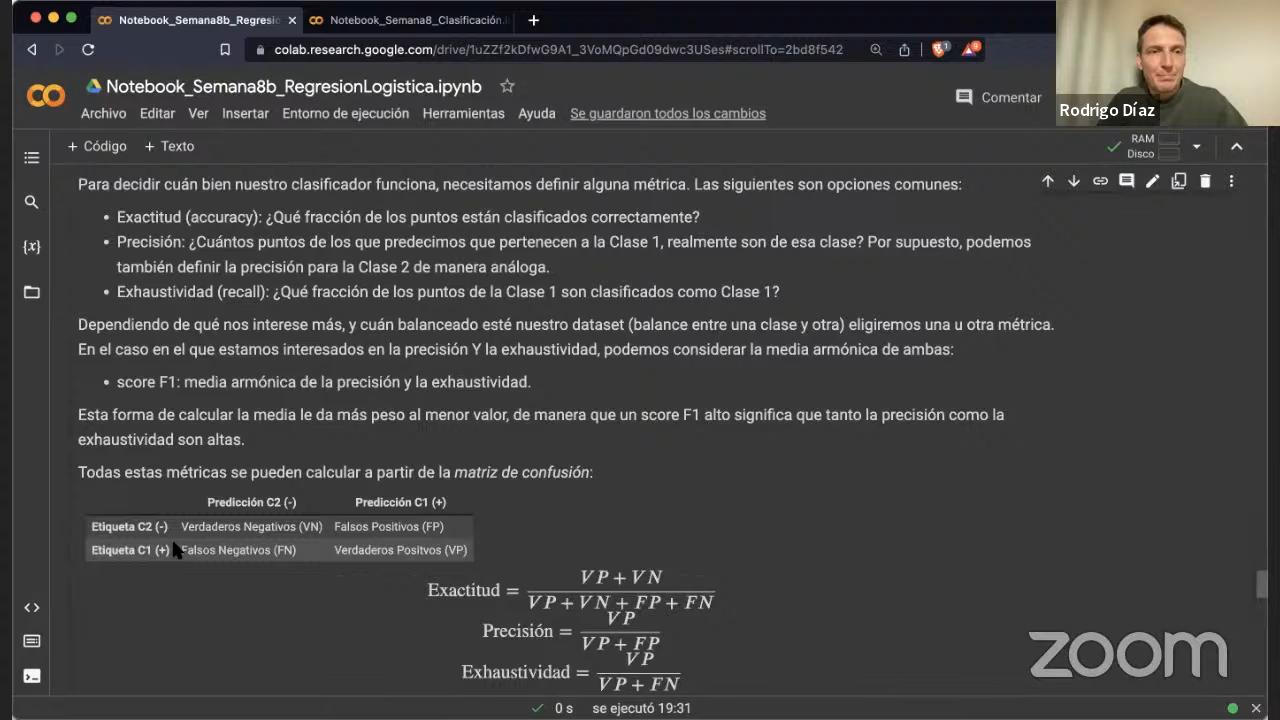 Notebook_Semana8b_Regresio
Notebook_Semana8_Clasificación.i
colab.research.google.com/drive/1uZZf2kDfwG9A1_3VoMQpGd09dwc3USes#scrollTo=2bd8f542
1
9
Rodrigo Díaz
Notebook_Semana8b_RegresionLogistica.ipynb
Archivo Editar Ver Insertar Entorno de ejecución Herramientas Ayuda Se guardaron todos los cambios
Comentar
+ Código + Texto
RAM
Disco
Para decidir cuán bien nuestro clasificador funciona, necesitamos definir alguna métrica. Las siguientes son opciones comunes:
• Exactitud (accuracy): ¿Qué fracción de los puntos están clasificados correctamente?
• Precisión: ¿Cuántos puntos de los que predecimos que pertenecen a la Clase 1, realmente son de esa clase? Por supuesto, podemos
también definir la precisión para la Clase 2 de manera análoga.
• Exhaustividad (recall): ¿Qué fracción de los puntos de la Clase 1 son clasificados como Clase 1?
Dependiendo de qué nos interese más, y cuán balanceado esté nuestro dataset (balance entre una clase y otra) eligiremos una u otra métrica.
En el caso en el que estamos interesados en la precisión Y la exhaustividad, podemos considerar la media armónica de ambas:
• score F1: media armónica de la precisión y la exhaustividad.
Esta forma de calcular la media le da más peso al menor valor, de manera que un score F1 alto significa que tanto la precisión como la
exhaustividad son altas.
Todas estas métricas se pueden calcular a partir de la matriz de confusión:
Predicción C2 (-) Predicción C1 (+)
Etiqueta C2 (-) Verdaderos Negativos (VN) Falsos Positivos (FP)
Etiqueta C1 (+) Falsos Negativos (FN) Verdaderos Positvos (VP)
Exactitud = VP + VN / VP + VN + FP + FN
Precisión = VP / VP + FP
Exhaustividad = VP / VP + FN
zoom
0 s se ejecutó 19:31